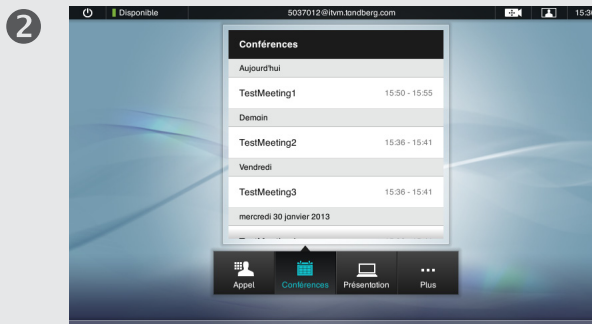 2
Disponible 5037012@itvm.tandberg.com 15:36
Conférences
Aujourd'hui
TestMeeting1 15:50 - 15:55
Demain
TestMeeting2 15:36 - 15:41
Vendredi
TestMeeting3 15:36 - 15:41
mercredi 30 janvier 2013
Appel Conférences Présentation Plus